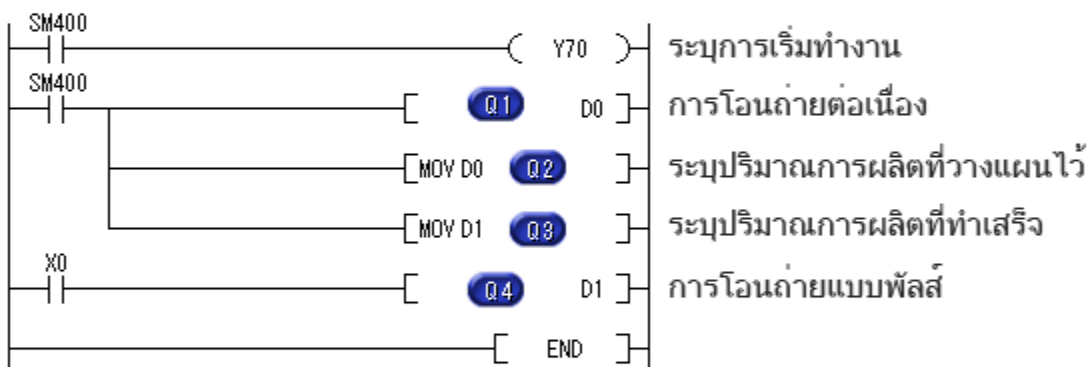 SM400
Y70 ระบุการเริ่มทำงาน
SM400
Q1 D0 การโอนถ่ายต่อเนื่อง
MOV D0 Q2 ระบุปริมาณการผลิตที่วางแผนไว้
MOV D1 Q3 ระบุปริมาณการผลิตที่ทำเสร็จ
X0
Q4 D1 การโอนถ่ายแบบพัลส์
END